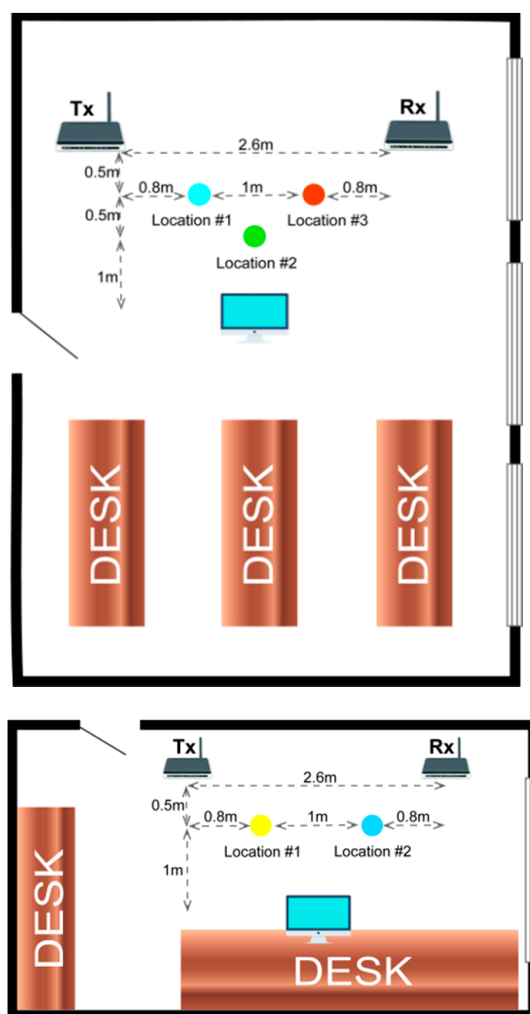 Tx
Rx
2.6m
0.5m
0.8m
1m
0.8m
Location #1
Location #3
0.5m
Location #2
1m
DESK
DESK
DESK
Tx
Rx
2.6m
0.5m
0.8m
1m
0.8m
Location #1
Location #2
1m
DESK
DESK